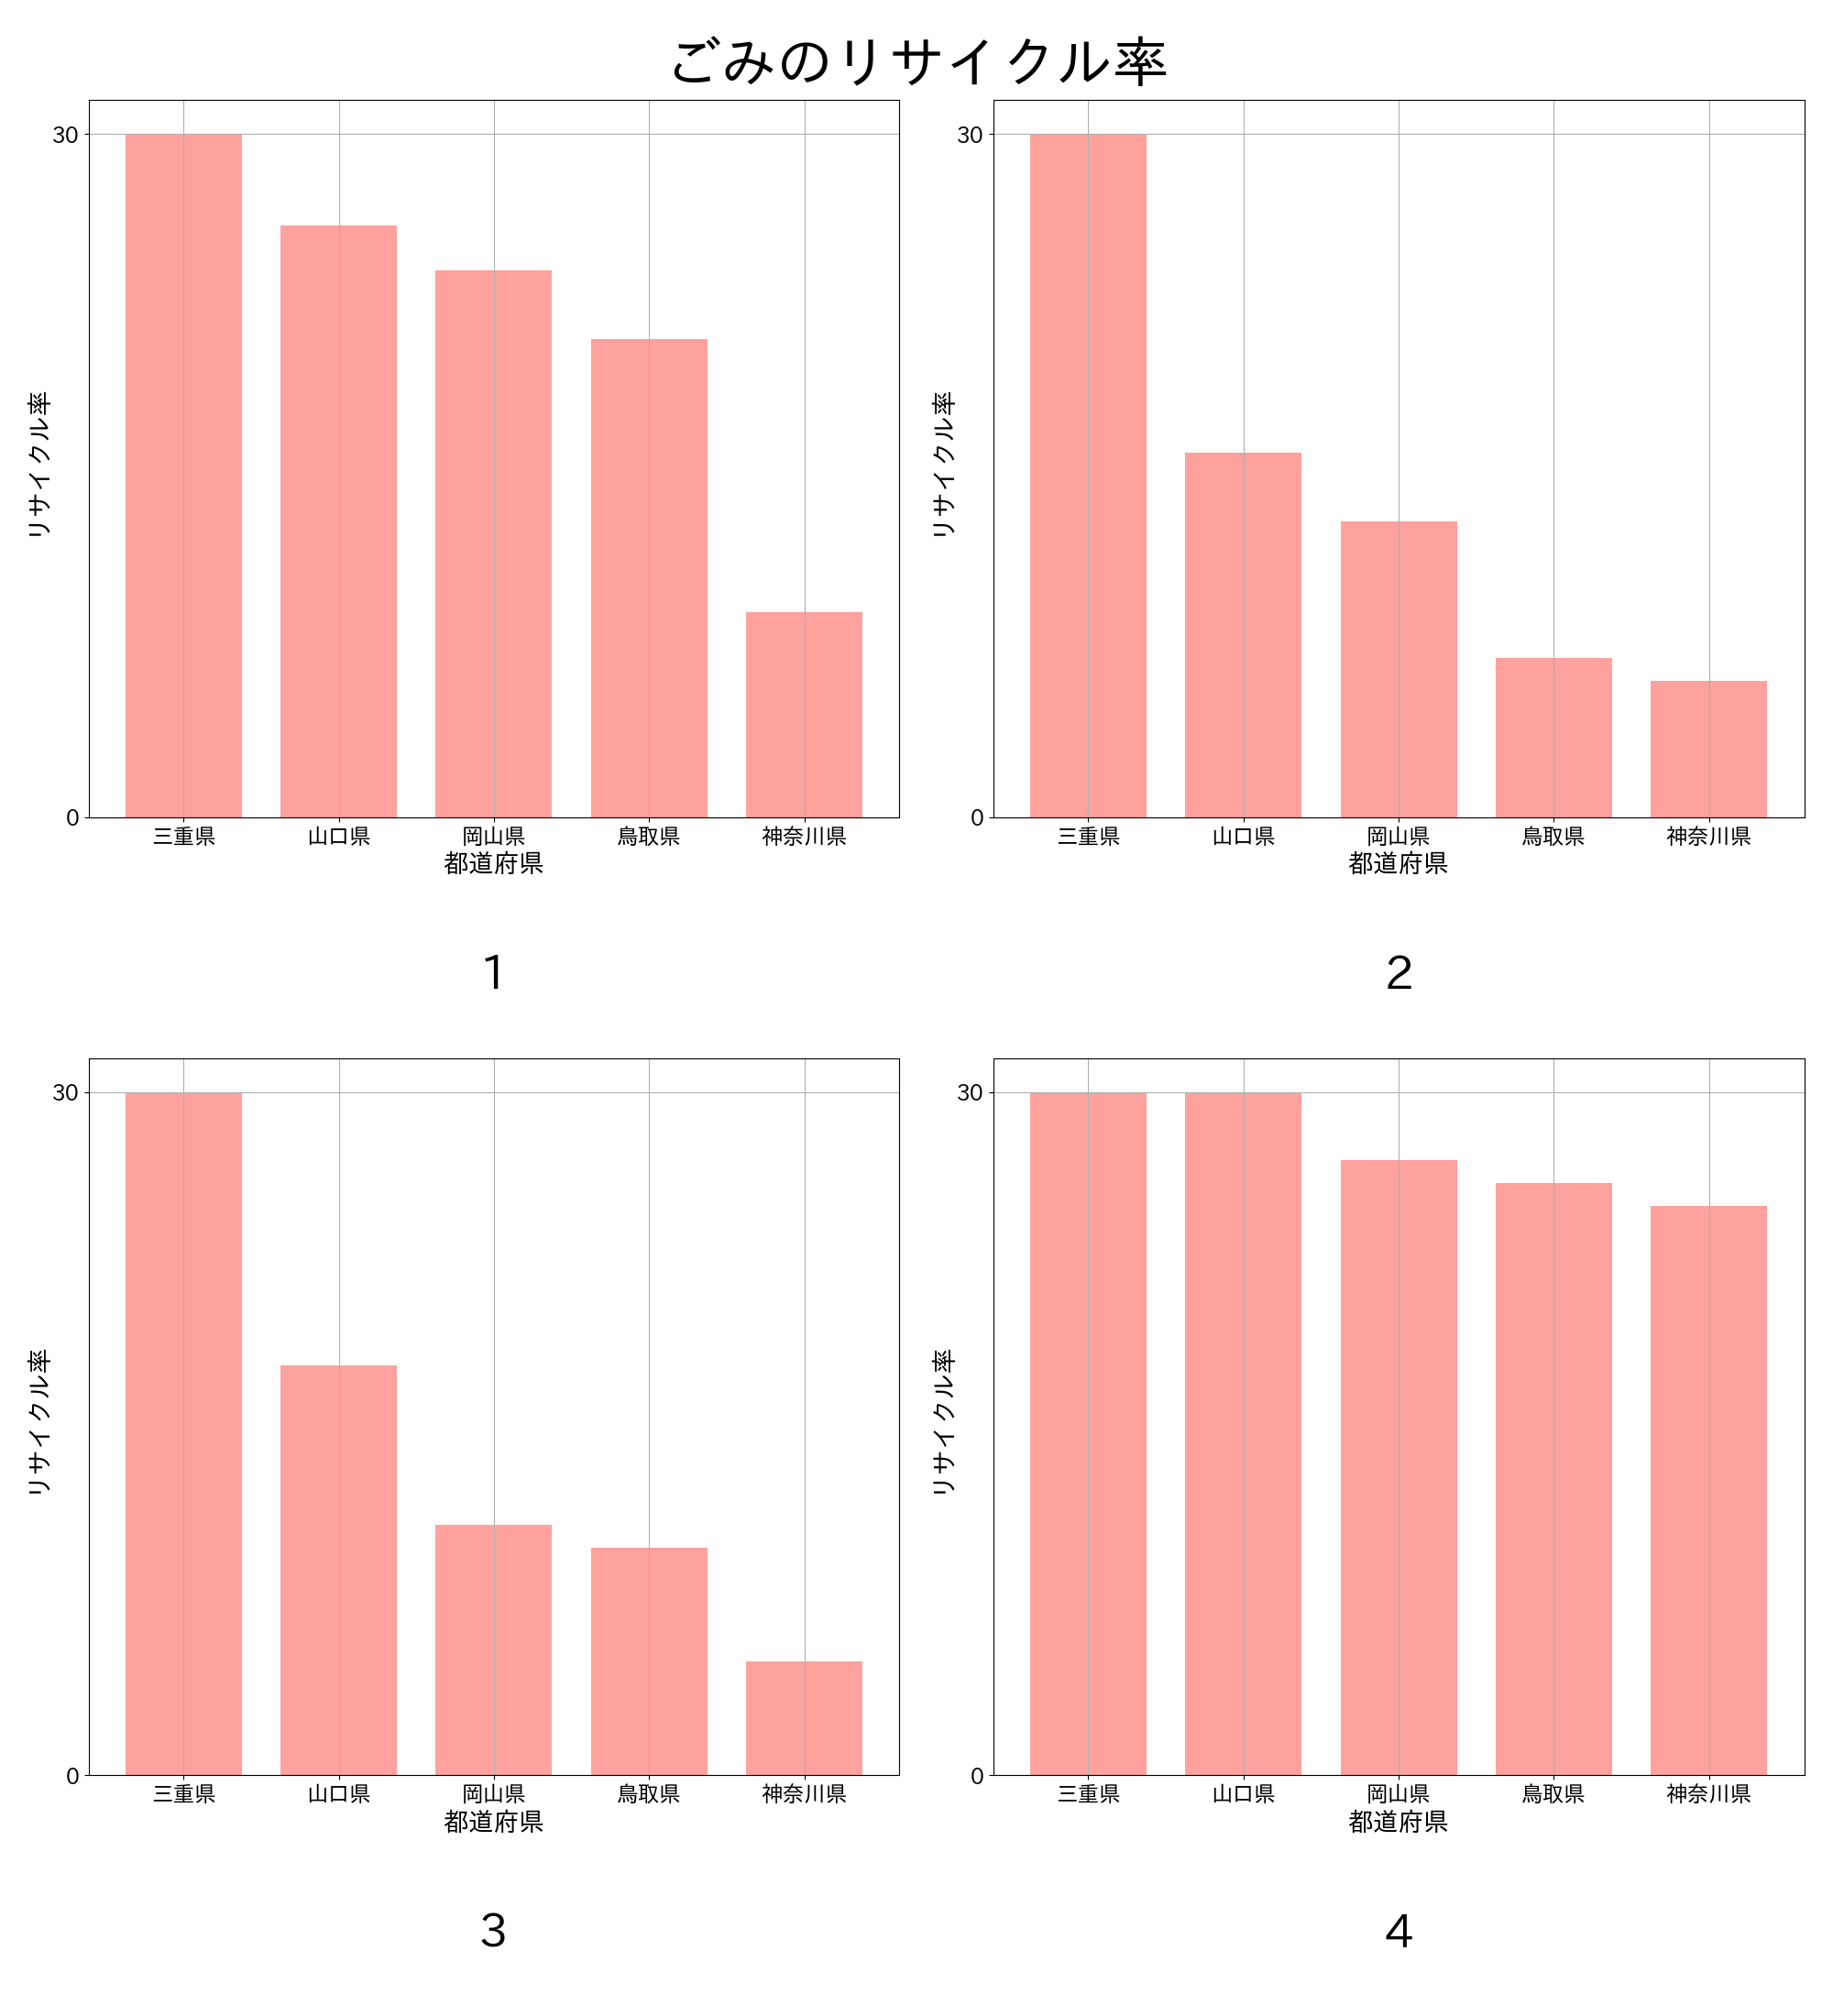 ごみのリサイクル率
30
0
リサイクル率
三重県 山口県 岡山県 鳥取県 神奈川県
都道府県
1
30
0
リサイクル率
三重県 山口県 岡山県 鳥取県 神奈川県
都道府県
2
30
0
リサイクル率
三重県 山口県 岡山県 鳥取県 神奈川県
都道府県
3
30
0
リサイクル率
三重県 山口県 岡山県 鳥取県 神奈川県
都道府県
4